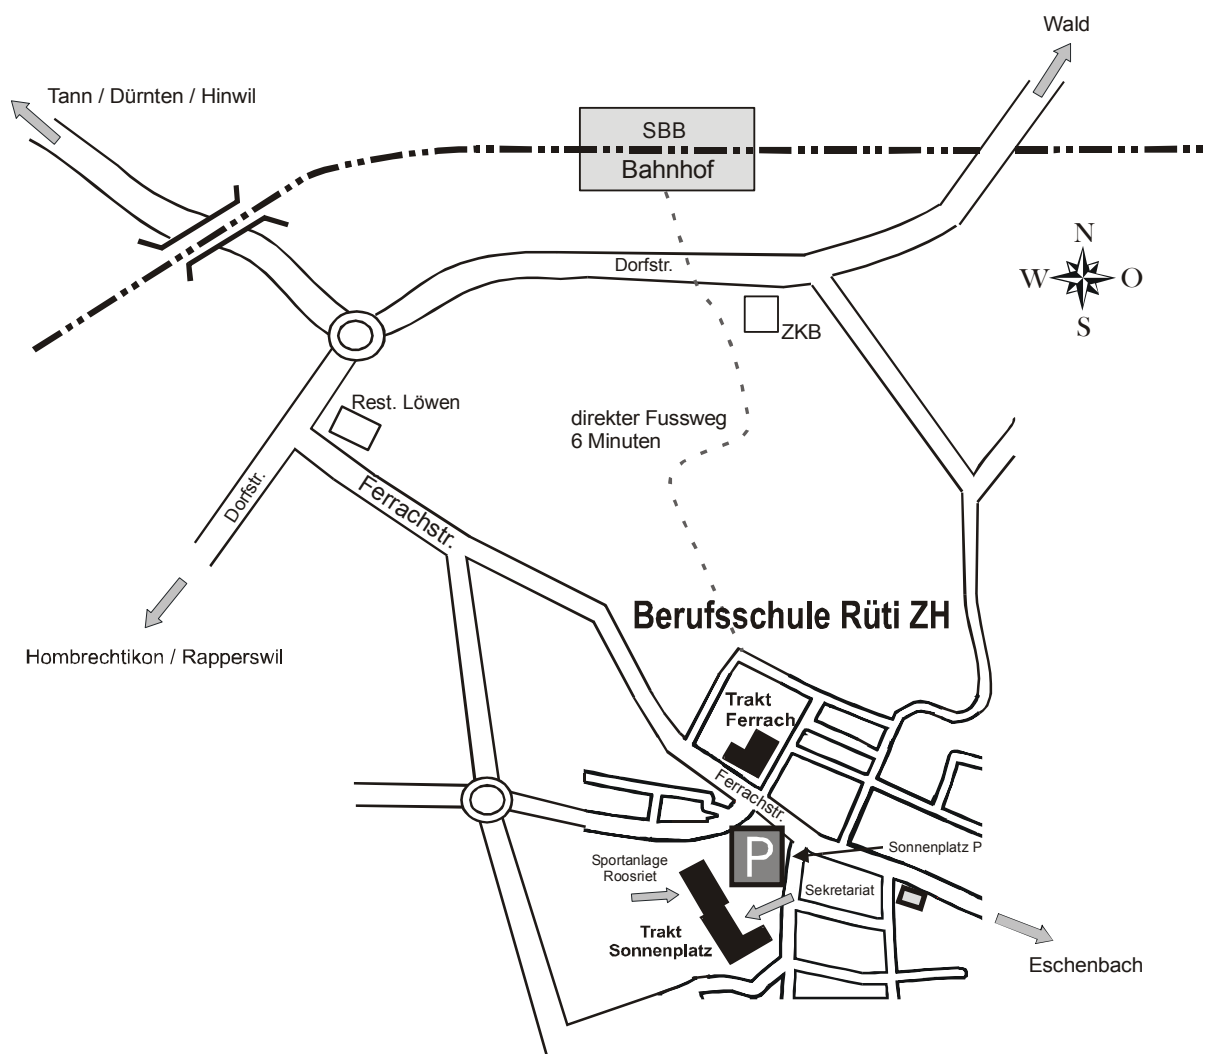 Wald
Tann / Dürnten / Hinwil
SBB
Bahnhof
N
W
O
S
Dorfstr.
ZKB
Rest. Löwen
direkter Fussweg
6 Minuten
Dorfstr.
Ferrachstr.
Berufsschule Rüti ZH
Hombrechtikon / Rapperswil
Trakt
Ferrach
Ferrachstr.
P
Sonnenplatz P
Sportanlage
Roosriet
Sekretariat
Trakt
Sonnenplatz
Eschenbach